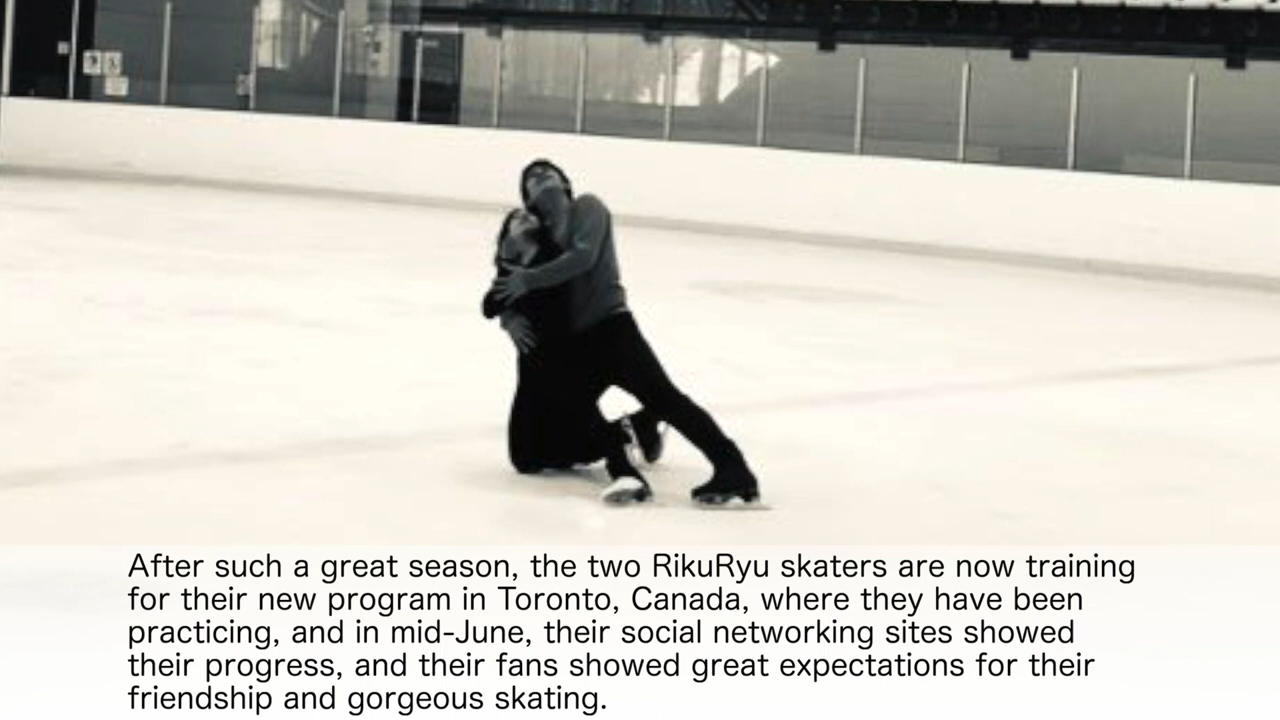 After such a great season, the two RikuRyu skaters are now training
for their new program in Toronto, Canada, where they have been
practicing, and in mid-June, their social networking sites showed
their progress, and their fans showed great expectations for their
friendship and gorgeous skating.